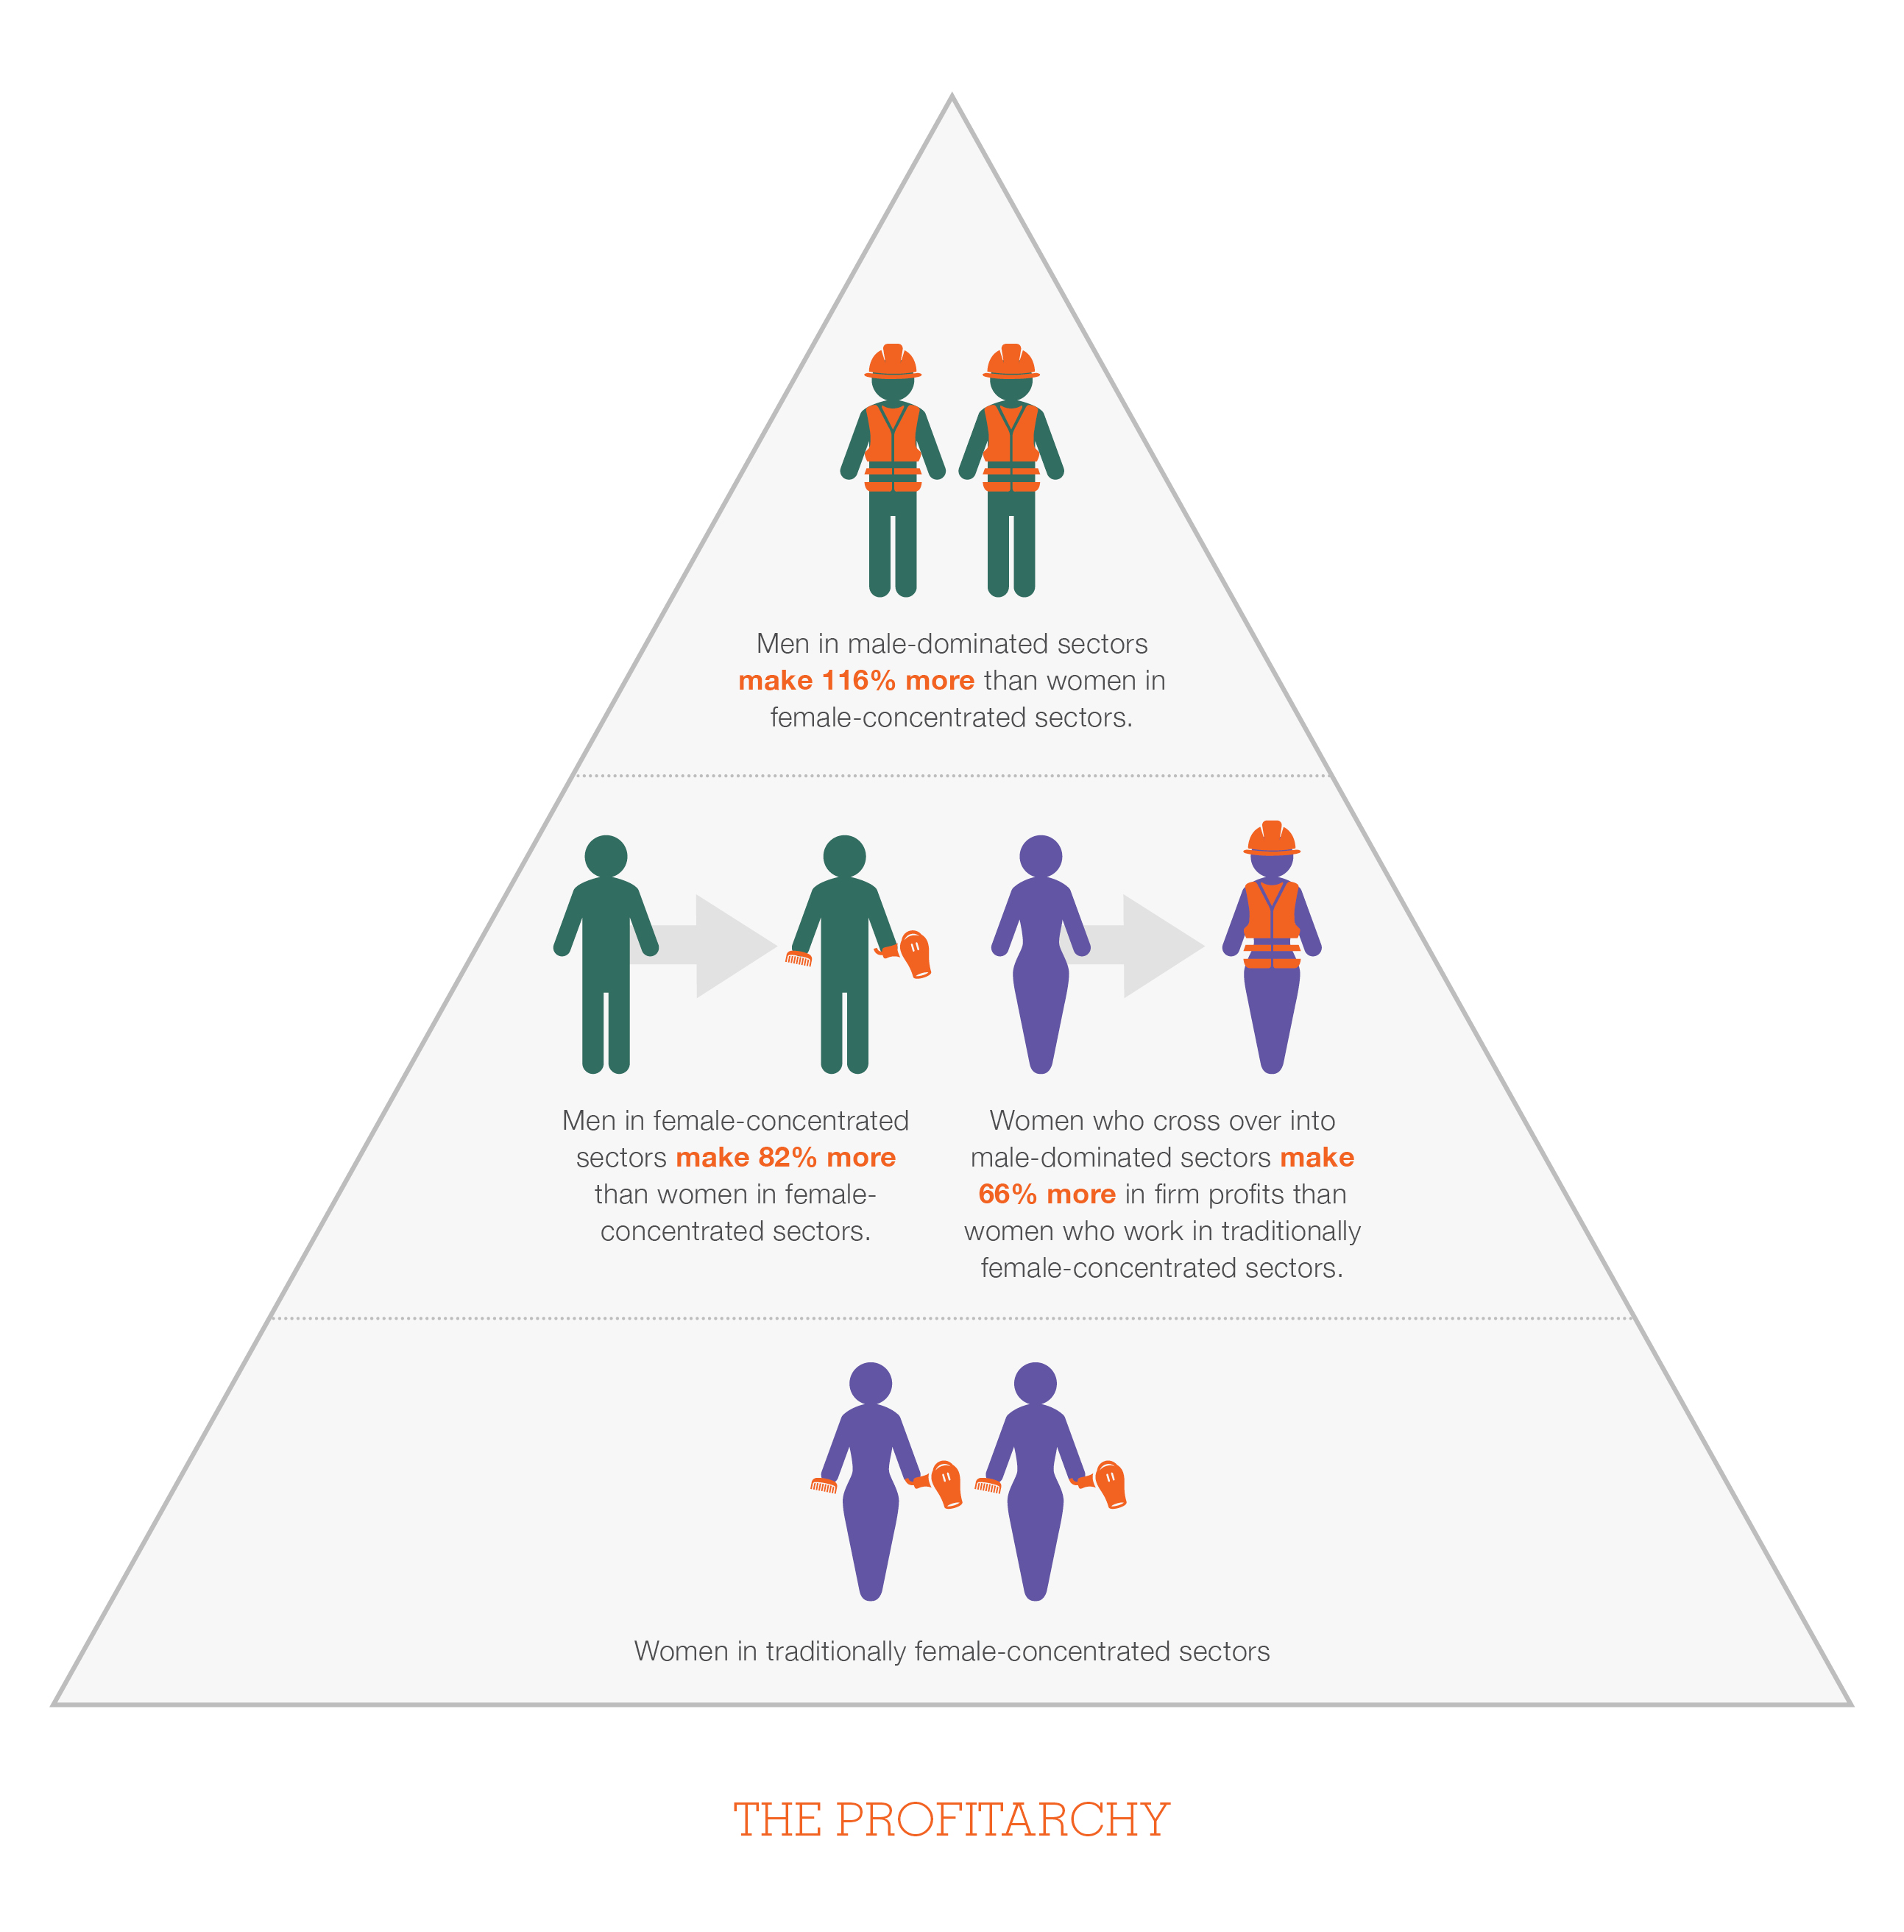 Men in male-dominated sectors
make 116% more than women in
female-concentrated sectors.
Men in female-concentrated
sectors make 82% more
than women in female-
concentrated sectors.
Women who cross over into
male-dominated sectors make
66% more in firm profits than
women who work in traditionally
female-concentrated sectors.
Women in traditionally female-concentrated sectors
THE PROFITARCHY